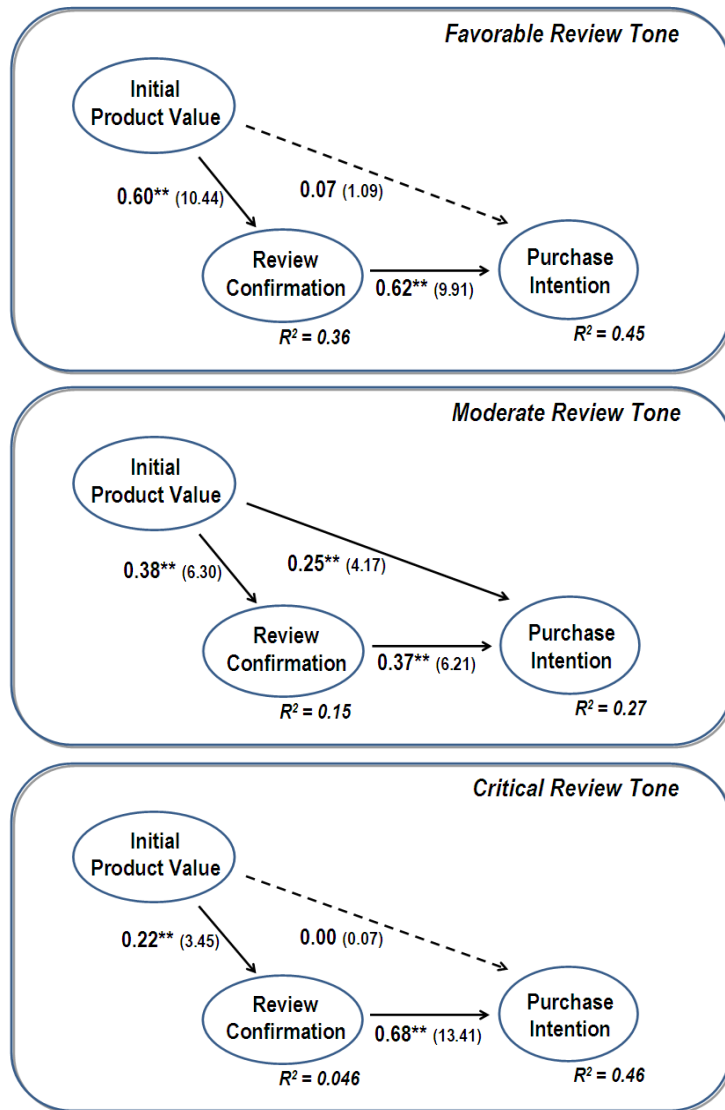 Favorable Review Tone
Initial
Product Value
0.60** (10.44)
0.07 (1.09)
Review
Confirmation
0.62** (9.91)
Purchase
Intention
R² = 0.36
R² = 0.45
Moderate Review Tone
Initial
Product Value
0.38** (6.30)
0.25** (4.17)
Review
Confirmation
0.37** (6.21)
Purchase
Intention
R² = 0.15
R² = 0.27
Critical Review Tone
Initial
Product Value
0.22** (3.45)
0.00 (0.07)
Review
Confirmation
0.68** (13.41)
Purchase
Intention
R² = 0.046
R² = 0.46